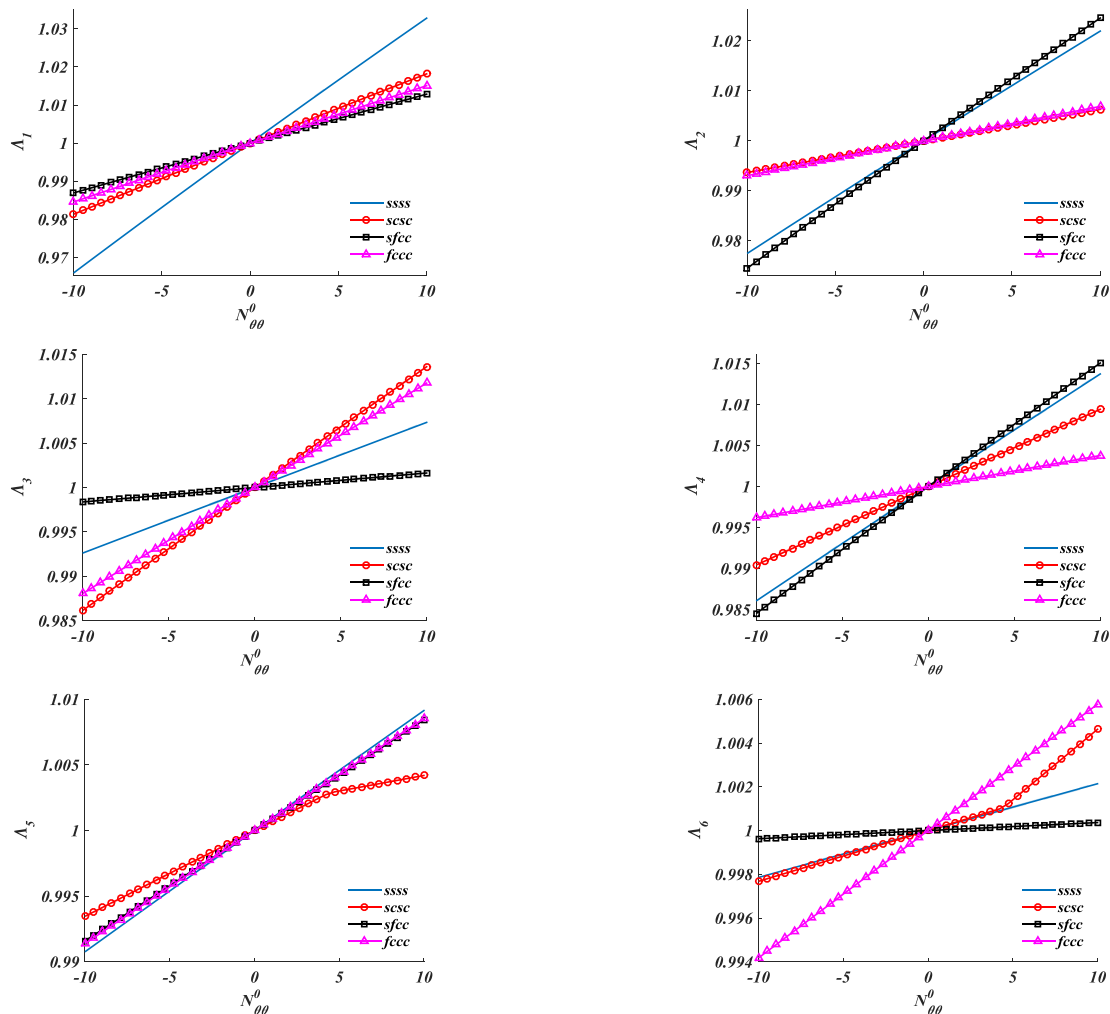 1.03
1.02
1.01
1
0.99
0.98
0.97
Λ1
-10 -5 0 5 10
N⁰θθ
ssss
scsc
sfcc
fccc
1.02
1.01
1
0.99
0.98
Λ2
-10 -5 0 5 10
N⁰θθ
ssss
scsc
sfcc
fccc
1.015
1.01
1.005
1
0.995
0.99
0.985
Λ3
-10 -5 0 5 10
N⁰θθ
ssss
scsc
sfcc
fccc
1.015
1.01
1.005
1
0.995
0.99
0.985
Λ4
-10 -5 0 5 10
N⁰θθ
ssss
scsc
sfcc
fccc
1.01
1.005
1
0.995
0.99
Λ5
-10 -5 0 5 10
N⁰θθ
ssss
scsc
sfcc
fccc
1.006
1.004
1.002
1
0.998
0.996
0.994
Λ6
-10 -5 0 5 10
N⁰θθ
ssss
scsc
sfcc
fccc